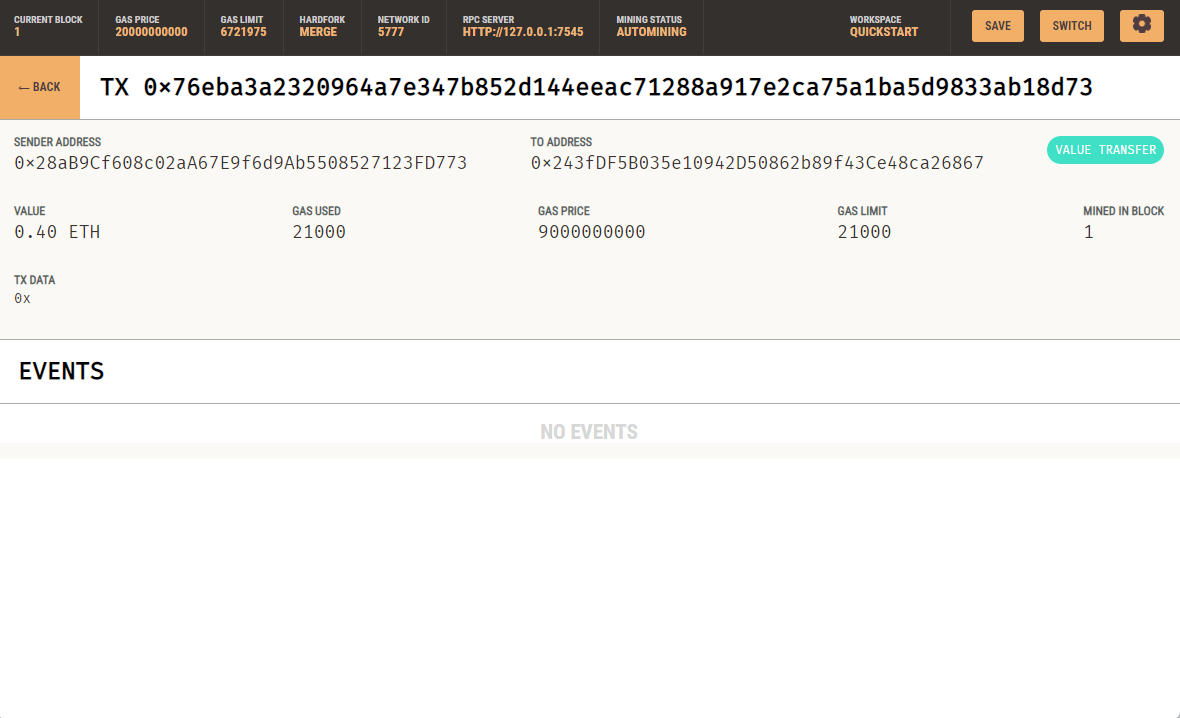 CURRENT BLOCK GAS PRICE GAS LIMIT HARDFORK NETWORK ID RPC SERVER MINING STATUS WORKSPACE
1 20000000000 6721975 MERGE 5777 HTTP://127.0.0.1:7545 AUTOMINING QUICKSTART SAVE SWITCH
← BACK TX 0×76eba3a2320964a7e347b852d144eeac71288a917e2ca75a1ba5d9833ab18d73
SENDER ADDRESS TO ADDRESS
0×28aB9Cf608c02aA67E9f6d9Ab5508527123FD773 0×243fDF5B035e10942D50862b89f43Ce48ca26867 VALUE TRANSFER
VALUE GAS USED GAS PRICE GAS LIMIT MINED IN BLOCK
0.40 ETH 21000 9000000000 21000 1
TX DATA
0x
EVENTS
NO EVENTS